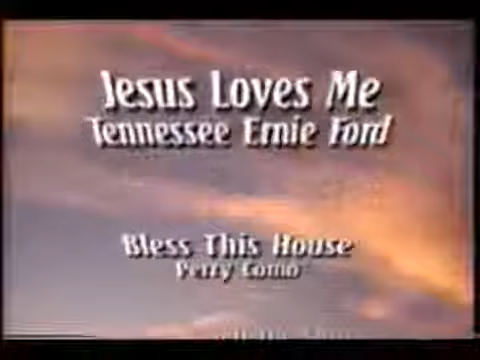 Jesus Loves Me
Tennessee Ernie Ford
Bless This House
Perry Como